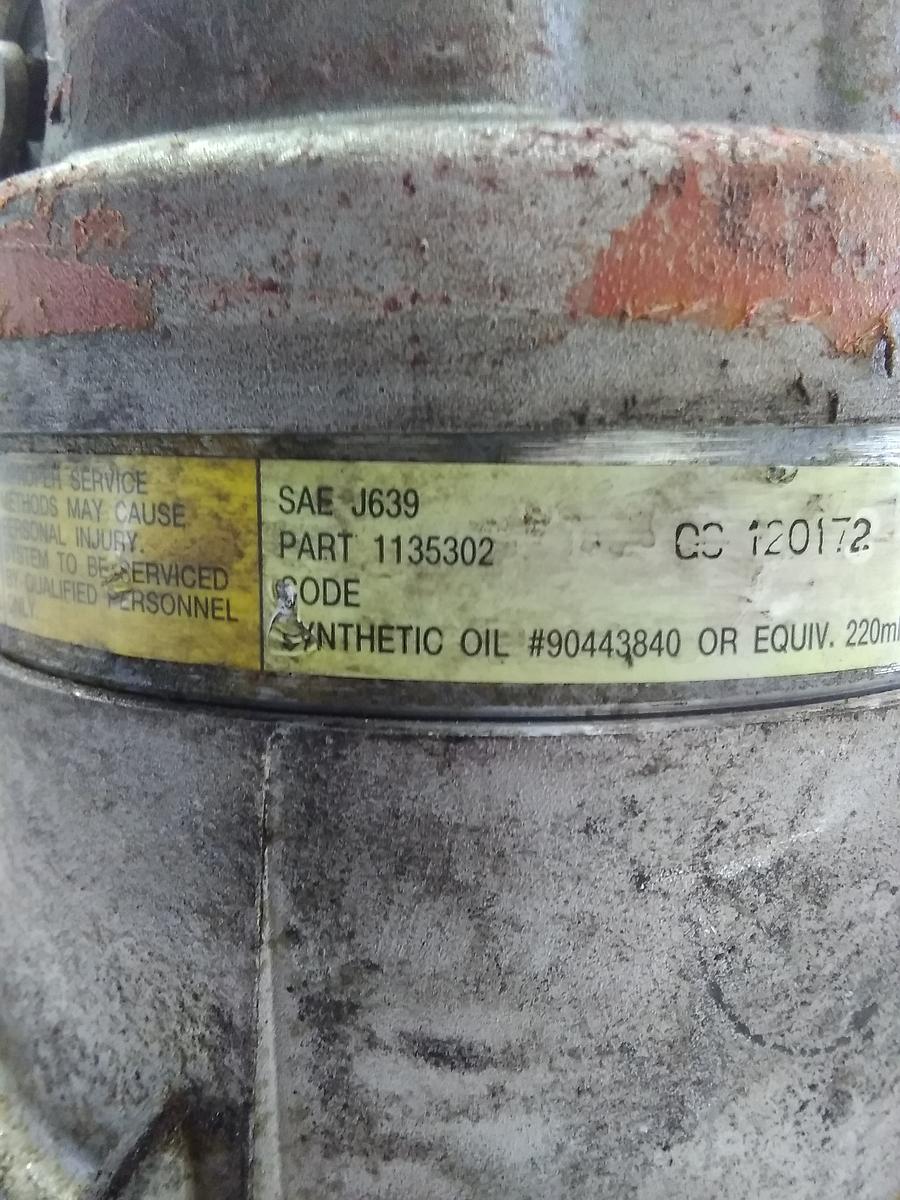 SERVICE
METHODS MAY CAUSE
PERSONAL INJURY.
SYSTEM TO BE SERVICED
BY QUALIFIED PERSONNEL
ONLY.
SAE J639
PART 1135302
CODE
120172
SYNTHETIC OIL #90443840 OR EQUIV. 220ml